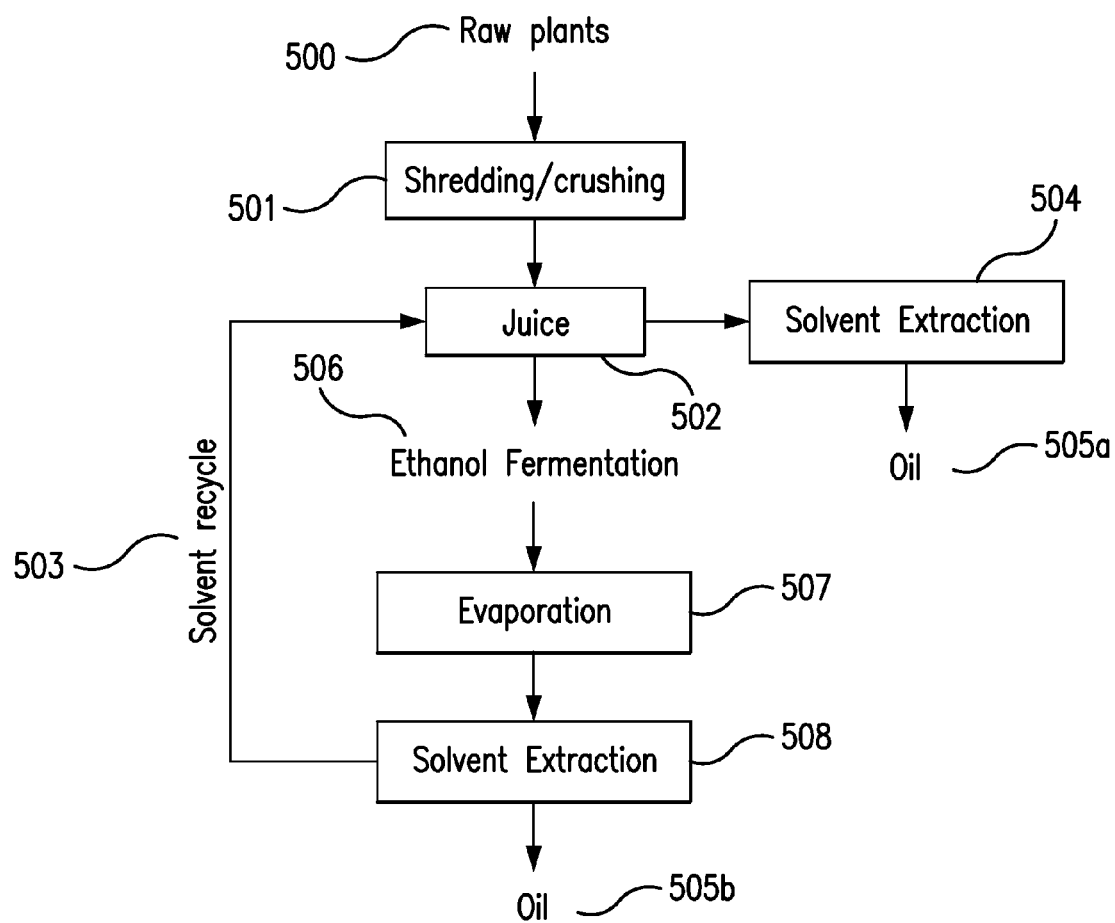 Raw plants
500
Shredding/crushing
501
504
Juice
Solvent Extraction
506
502
Ethanol Fermentation
Oil
505a
Solvent recycle
503
Evaporation
507
Solvent Extraction
508
Oil
505b